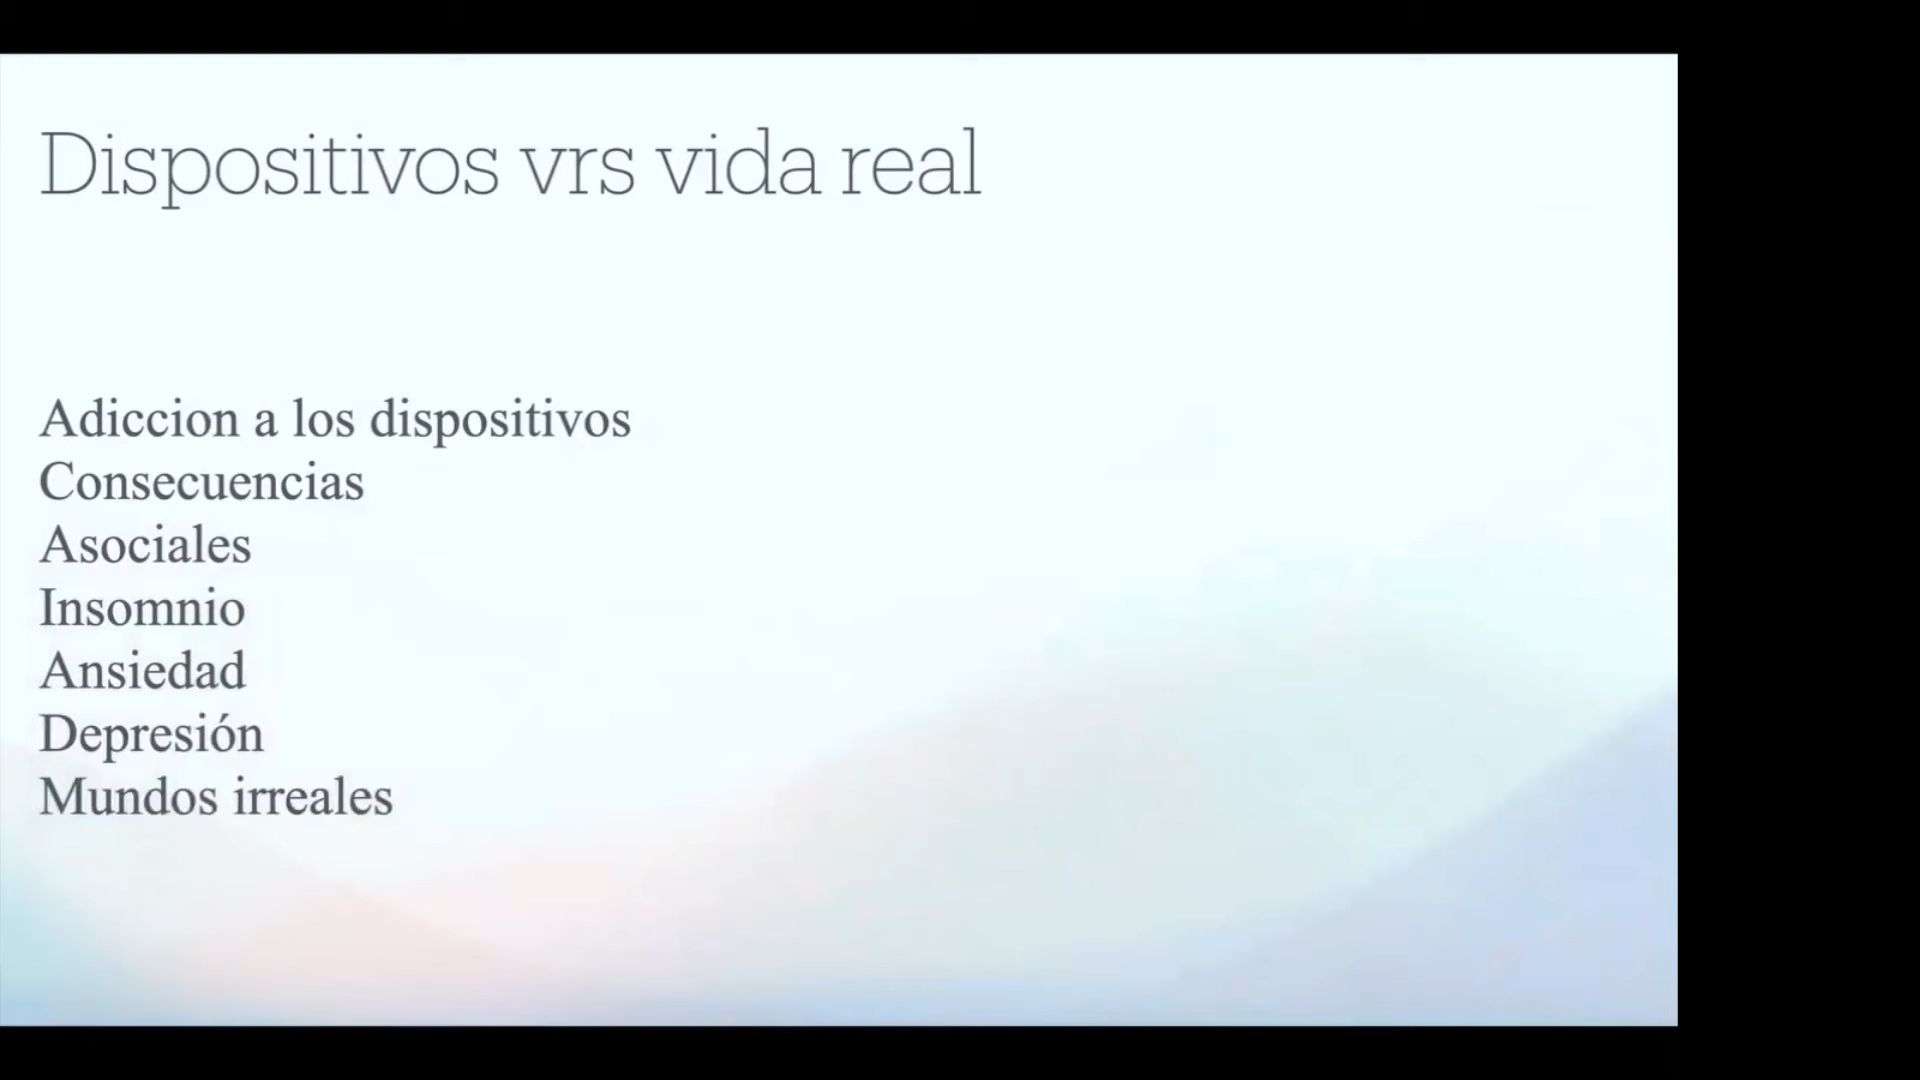 Dispositivos vrs vida real
Adiccion a los dispositivos
Consecuencias
Asociales
Insomnio
Ansiedad
Depresión
Mundos irreales